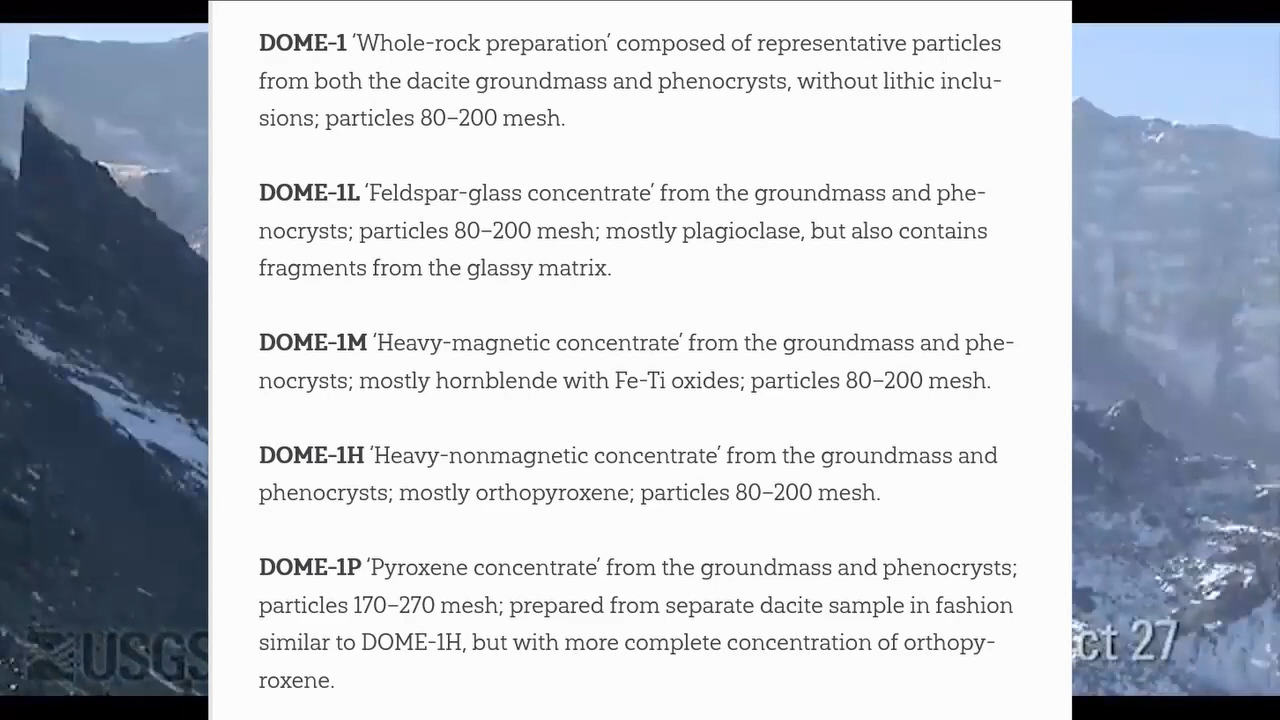 DOME-1 ‘Whole-rock preparation’ composed of representative particles
from both the dacite groundmass and phenocrysts, without lithic inclu-
sions; particles 80–200 mesh.
DOME-1L ‘Feldspar-glass concentrate’ from the groundmass and phe-
nocrysts; particles 80–200 mesh; mostly plagioclase, but also contains
fragments from the glassy matrix.
DOME-1M ‘Heavy-magnetic concentrate’ from the groundmass and phe-
nocrysts; mostly hornblende with Fe-Ti oxides; particles 80–200 mesh.
DOME-1H ‘Heavy-nonmagnetic concentrate’ from the groundmass and
phenocrysts; mostly orthopyroxene; particles 80–200 mesh.
DOME-1P ‘Pyroxene concentrate’ from the groundmass and phenocrysts;
particles 170–270 mesh; prepared from separate dacite sample in fashion
similar to DOME-1H, but with more complete concentration of orthopy-
roxene.
USGS
ct 27